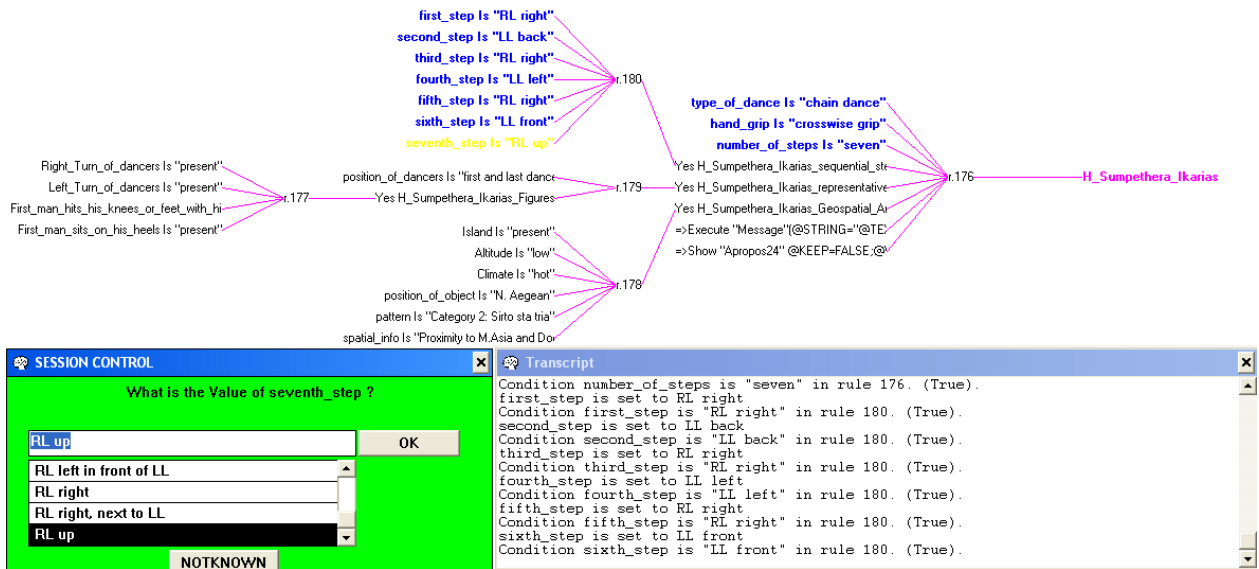 first_step Is "RL right"
second_step Is "LL back"
third_step Is "RL right"
fourth_step Is "LL left"
fifth_step Is "RL right"
sixth_step Is "LL front"
seventh_step Is "RL up"
r.180
type_of_dance Is "chain dance"
hand_grip Is "crosswise grip"
number_of_steps Is "seven"
Yes H_Sumpethera_Ikarias_sequential_st
Yes H_Sumpethera_Ikarias_representative
Yes H_Sumpethera_Ikarias_Geospatial_A
=>Execute "Message"(@STRING="@TE
=>Show "Apropos24" @KEEP=FALSE;@
r.176
H_Sumpethera_Ikarias
Right_Turn_of_dancers Is "present"
Left_Turn_of_dancers Is "present"
First_man_hits_his_knees_or_feet_with_hi
First_man_sits_on_his_heels Is "present"
r.177
position_of_dancers Is "first and last dance
Yes H_Sumpethera_Ikarias_Figures
r.179
Island Is "present"
Altitude Is "low"
Climate Is "hot"
position_of_object Is "N. Aegean"
pattern Is "Category 2: Sirto sta tria"
spatial_info Is "Proximity to M.Asia and Do
r.178
SESSION CONTROL
What is the Value of seventh_step ?
RL up
OK
RL left in front of LL
RL right
RL right, next to LL
RL up
NOTKNOWN
Transcript
Condition number_of_steps is "seven" in rule 176. (True).
first_step is set to RL right
Condition first_step is "RL right" in rule 180. (True).
second_step is set to LL back
Condition second_step is "LL back" in rule 180. (True).
third_step is set to RL right
Condition third_step is "RL right" in rule 180. (True).
fourth_step is set to LL left
Condition fourth_step is "LL left" in rule 180. (True).
fifth_step is set to RL right
Condition fifth_step is "RL right" in rule 180. (True).
sixth_step is set to LL front
Condition sixth_step is "LL front" in rule 180. (True).